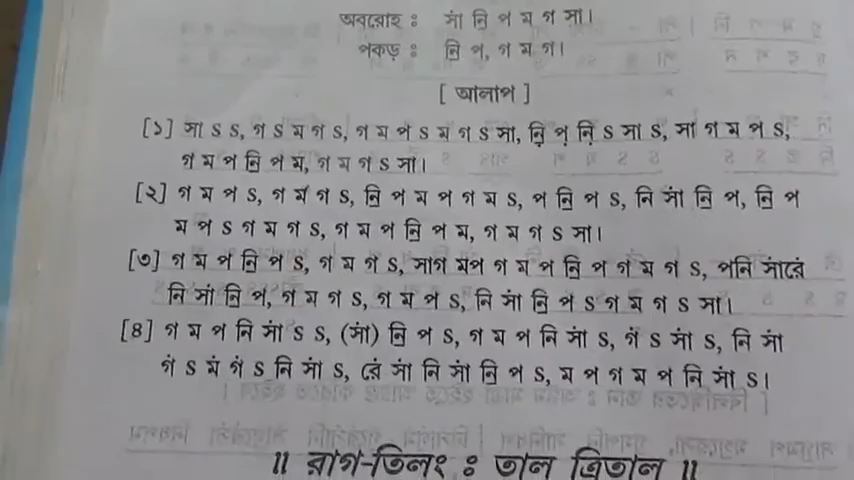 অবরোহ : র্সা নি̱ প ম গ সা।
পকড় : নি̱ প, গ ম গ।
[ আলাপ ]
[১] সা S S, গ S ম গ S, গ ম প S ম গ S সা, নি̱̣ প̣ নি̱̣ S সা S, সা গ ম প S,
গ ম প নি̱ প ম, গ ম গ S সা।
[২] গ ম প S, গ ম গ S, নি̱ প ম প গ ম S, প নি̱ প S, নি র্সা নি̱ প, নি̱ প
ম প S গ ম গ S, গ ম প নি̱ প ম, গ ম গ S সা।
[৩] গ ম প নি̱ প S, গ ম গ S, সাগ মপ গ ম প নি̱ প গ ম গ S, পনি র্সার্রে
নি র্সা নি̱ প, গ ম গ S, গ ম প S, নি র্সা নি̱ প S গ ম গ S সা।
[৪] গ ম প নি র্সা S S, (র্সা) নি̱ প S, গ ম প নি র্সা S, র্গ S র্সা S, নি র্সা
র্গ S র্ম র্গ S নি র্সা S, র্রে র্সা নি র্সা নি̱ প S, ম প গ ম প নি র্সা S।
॥ রাগ-তিলং : তাল ত্রিতাল ॥